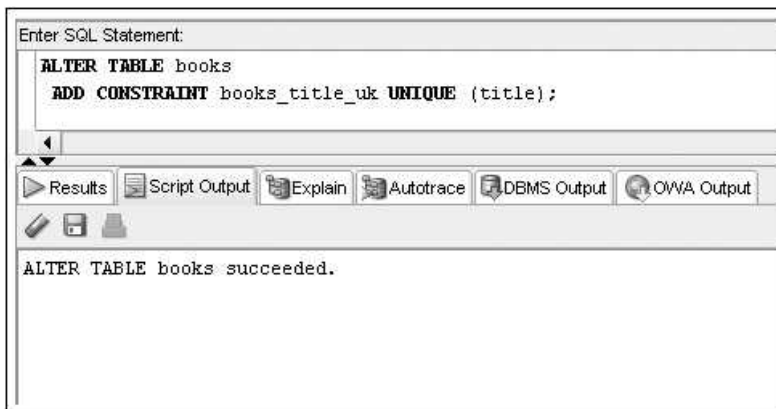 Enter SQL Statement:
ALTER TABLE books
ADD CONSTRAINT books_title_uk UNIQUE (title);
Results Script Output Explain Autotrace DBMS Output OWA Output
ALTER TABLE books succeeded.